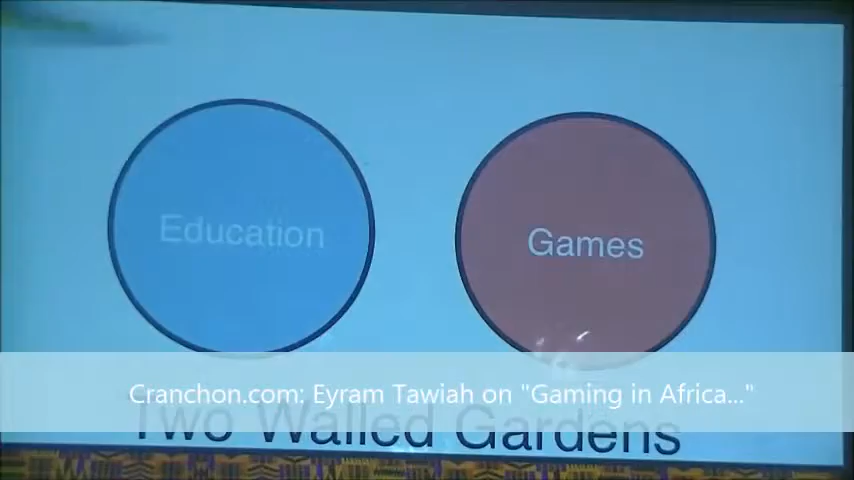 Education
Games
Cranchon.com: Eyram Tawiah on "Gaming in Africa..."
Two Walled Gardens